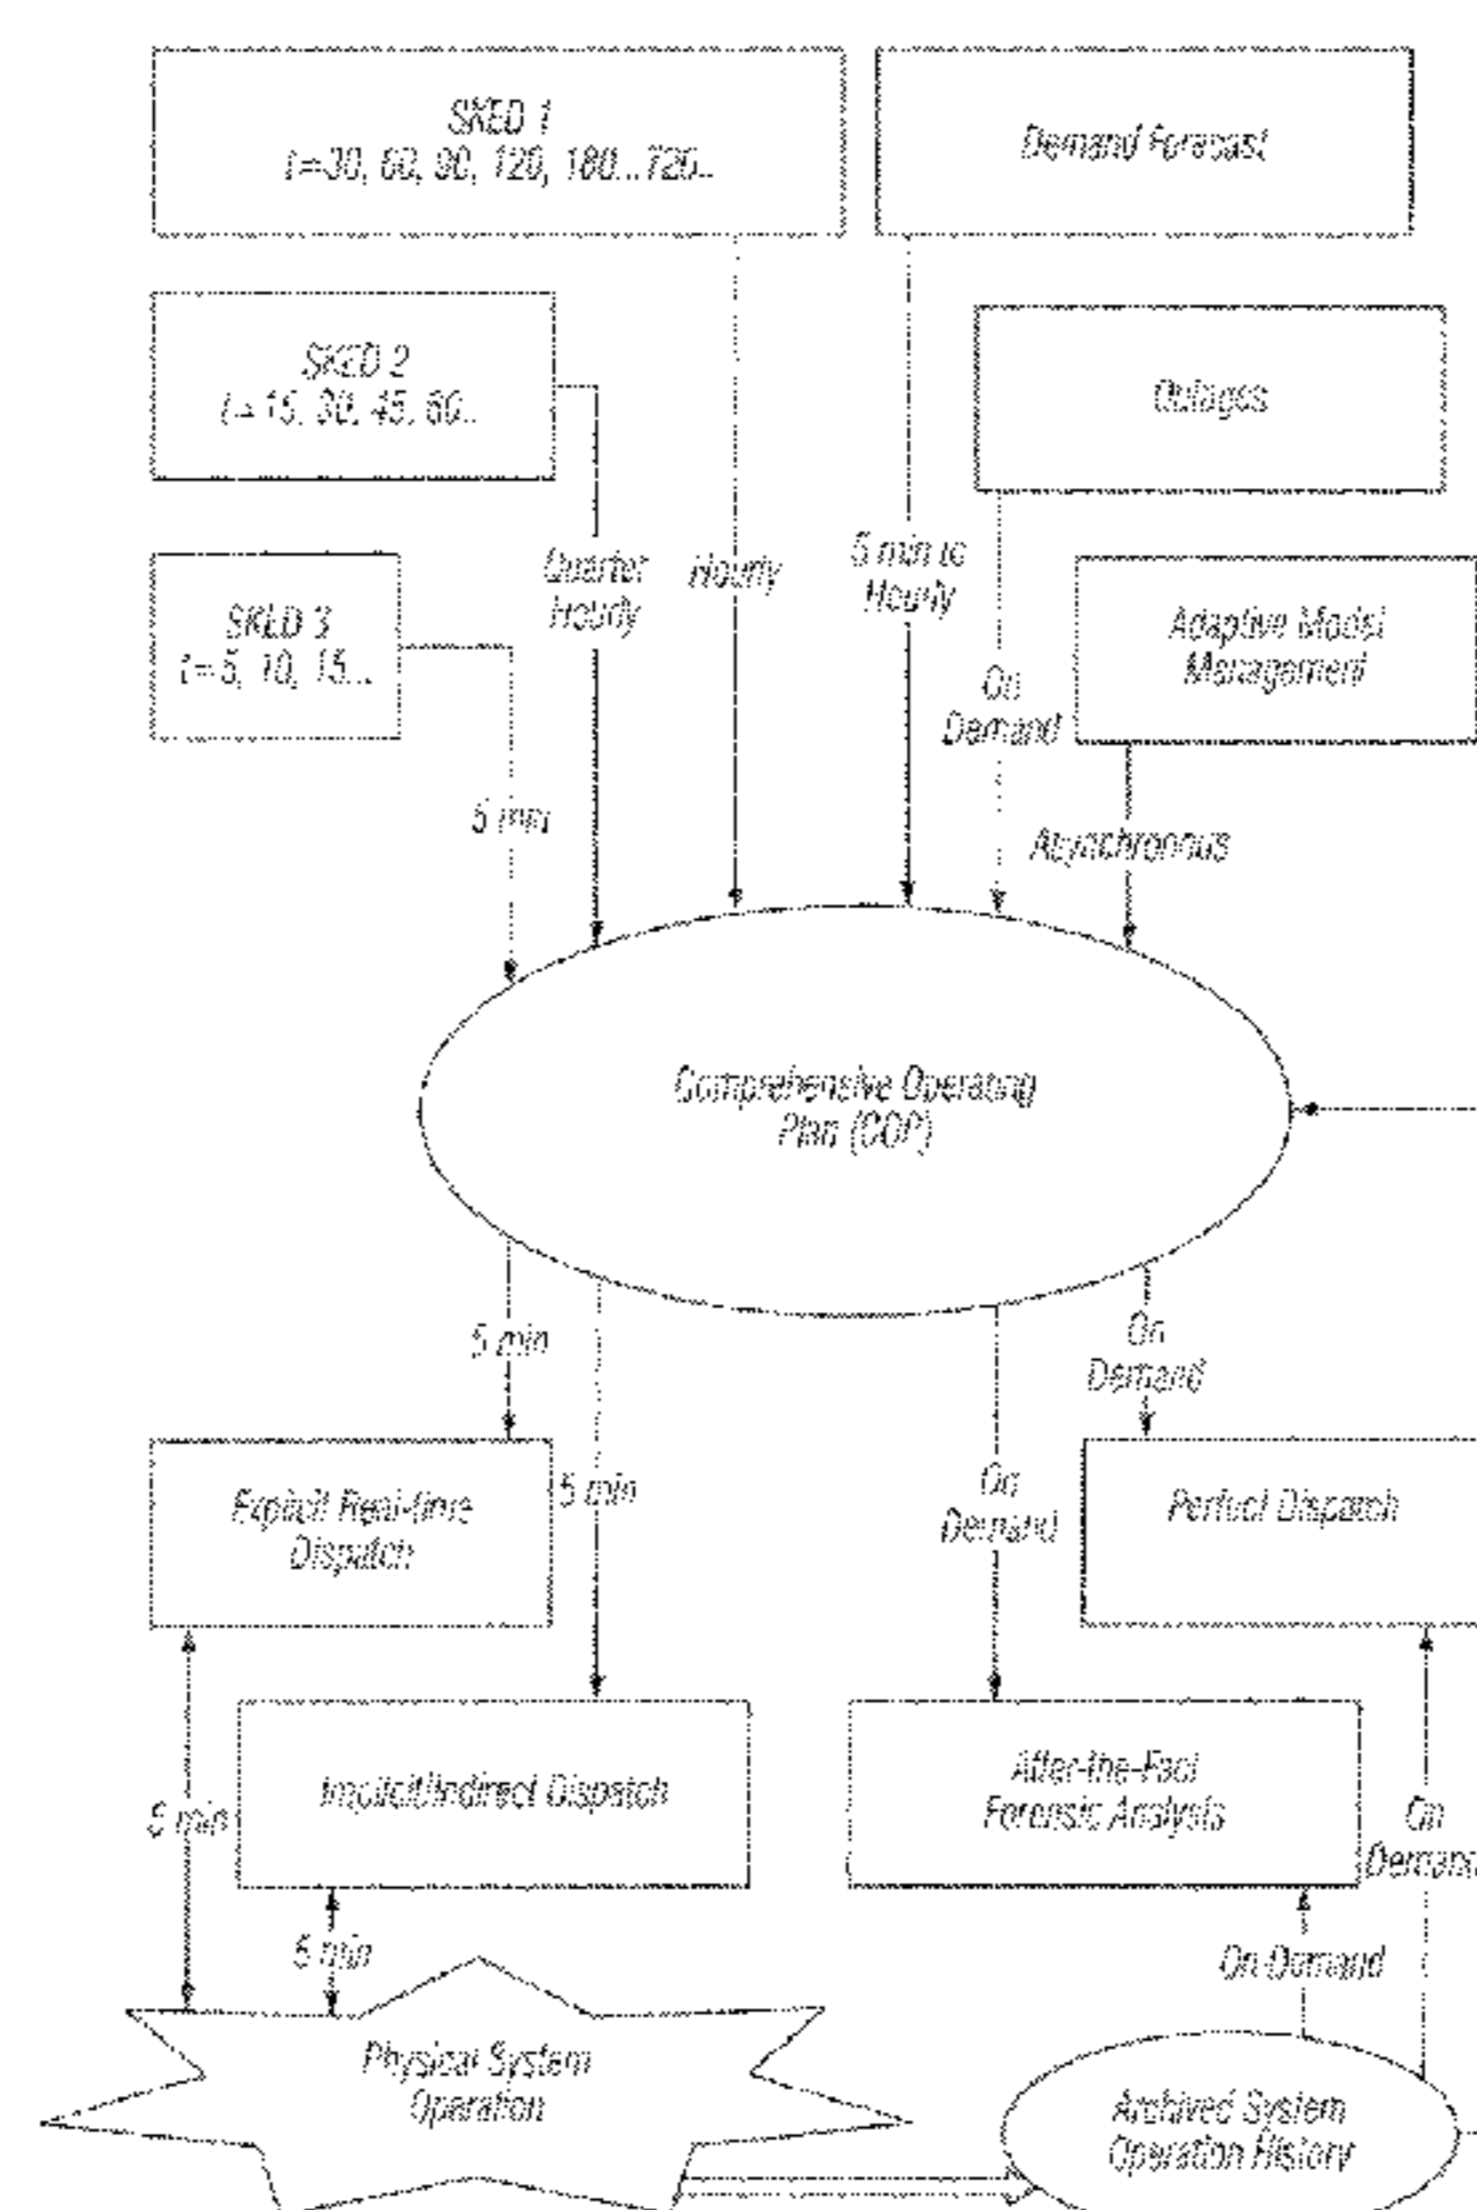 SKED 1
t=30, 60, 90, 120, 180...720..
Demand Forecast
SKED 2
t=15, 30, 45, 60..
Outages
Quarter
Hourly
Hourly
5 min to
Hourly
SKED 3
t=5, 10, 15...
Adaptive Model
Management
On
Demand
5 min
Asynchronous
Comprehensive Operating
Plan (COP)
5 min
On
Demand
5 min
On
Demand
Explicit Real-time
Dispatch
Perfect Dispatch
Implicit/Indirect Dispatch
After-the-Fact
Forensic Analysis
5 min
On
Demand
5 min
On Demand
Physical System
Operation
Archived System
Operation History